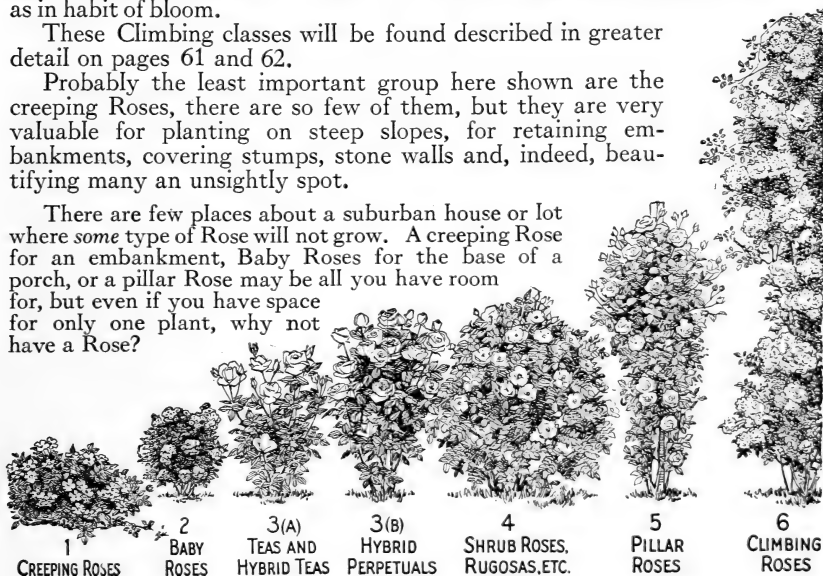 as in habit of bloom.
These Climbing classes will be found described in greater
detail on pages 61 and 62.
Probably the least important group here shown are the
creeping Roses, there are so few of them, but they are very
valuable for planting on steep slopes, for retaining em-
bankments, covering stumps, stone walls and, indeed, beau-
tifying many an unsightly spot.
There are few places about a suburban house or lot
where some type of Rose will not grow. A creeping Rose
for an embankment, Baby Roses for the base of a
porch, or a pillar Rose may be all you have room
for, but even if you have space
for only one plant, why not
have a Rose?
1
CREEPING ROSES
2
BABY
ROSES
3(A)
TEAS AND
HYBRID TEAS
3(B)
HYBRID
PERPETUALS
4
SHRUB ROSES,
RUGOSAS, ETC.
5
PILLAR
ROSES
6
CLIMBING
ROSES